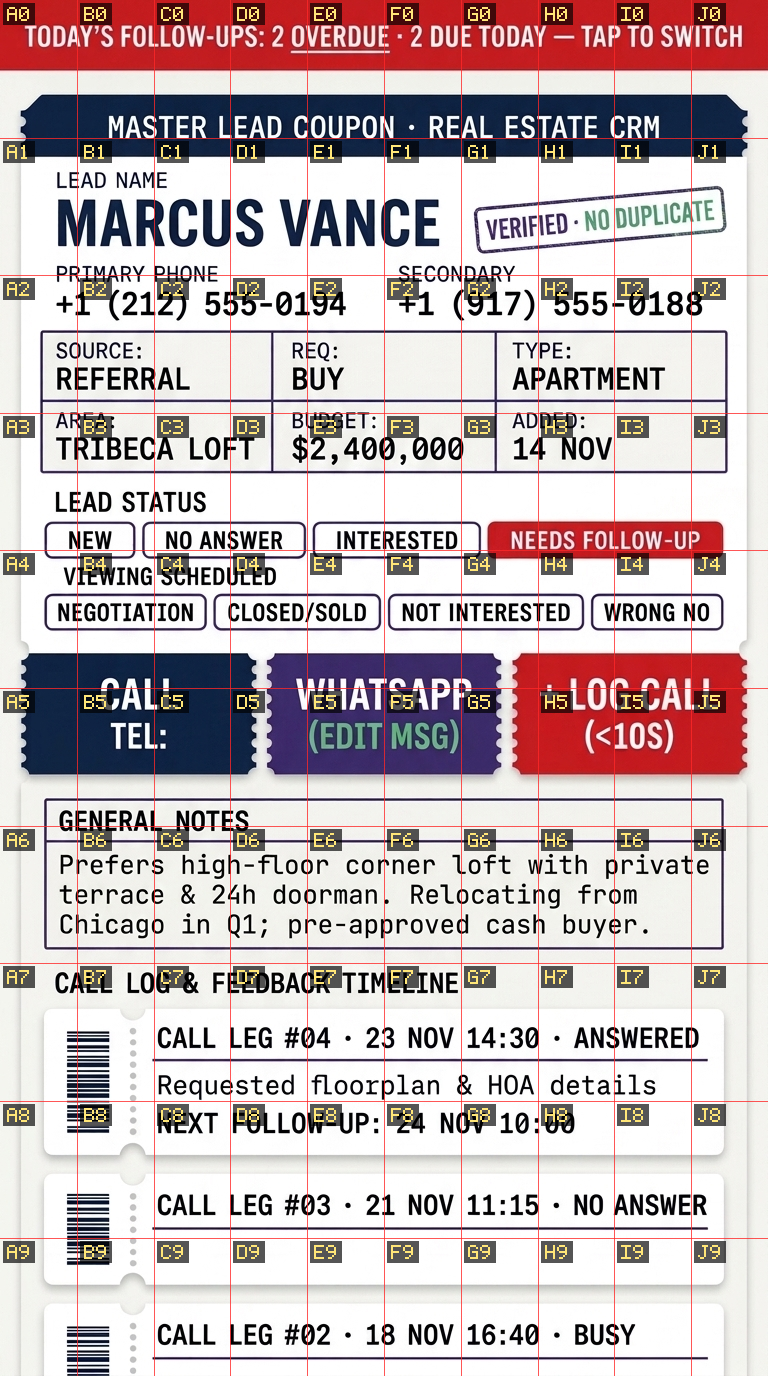 TODAY'S FOLLOW-UPS: 2 OVERDUE · 2 DUE TODAY — TAP TO SWITCH
MASTER LEAD COUPON · REAL ESTATE CRM
LEAD NAME
MARCUS VANCE
VERIFIED · NO DUPLICATE
PRIMARY PHONE
SECONDARY
+1 (212) 555-0194
+1 (917) 555-0188
SOURCE:
REQ:
TYPE:
REFERRAL
BUY
APARTMENT
AREA:
BUDGET:
ADDED:
TRIBECA LOFT
$2,400,000
14 NOV
LEAD STATUS
NEW
NO ANSWER
INTERESTED
NEEDS FOLLOW-UP
VIEWING SCHEDULED
NEGOTIATION
CLOSED/SOLD
NOT INTERESTED
WRONG NO
CALL
TEL:
WHATSAPP
(EDIT MSG)
+ LOG CALL
(<10S)
GENERAL NOTES
Prefers high-floor corner loft with private
terrace & 24h doorman. Relocating from
Chicago in Q1; pre-approved cash buyer.
CALL LOG & FEEDBACK TIMELINE
CALL LEG #04 · 23 NOV 14:30 · ANSWERED
Requested floorplan & HOA details
NEXT FOLLOW-UP: 24 NOV 10:00
CALL LEG #03 · 21 NOV 11:15 · NO ANSWER
CALL LEG #02 · 18 NOV 16:40 · BUSY